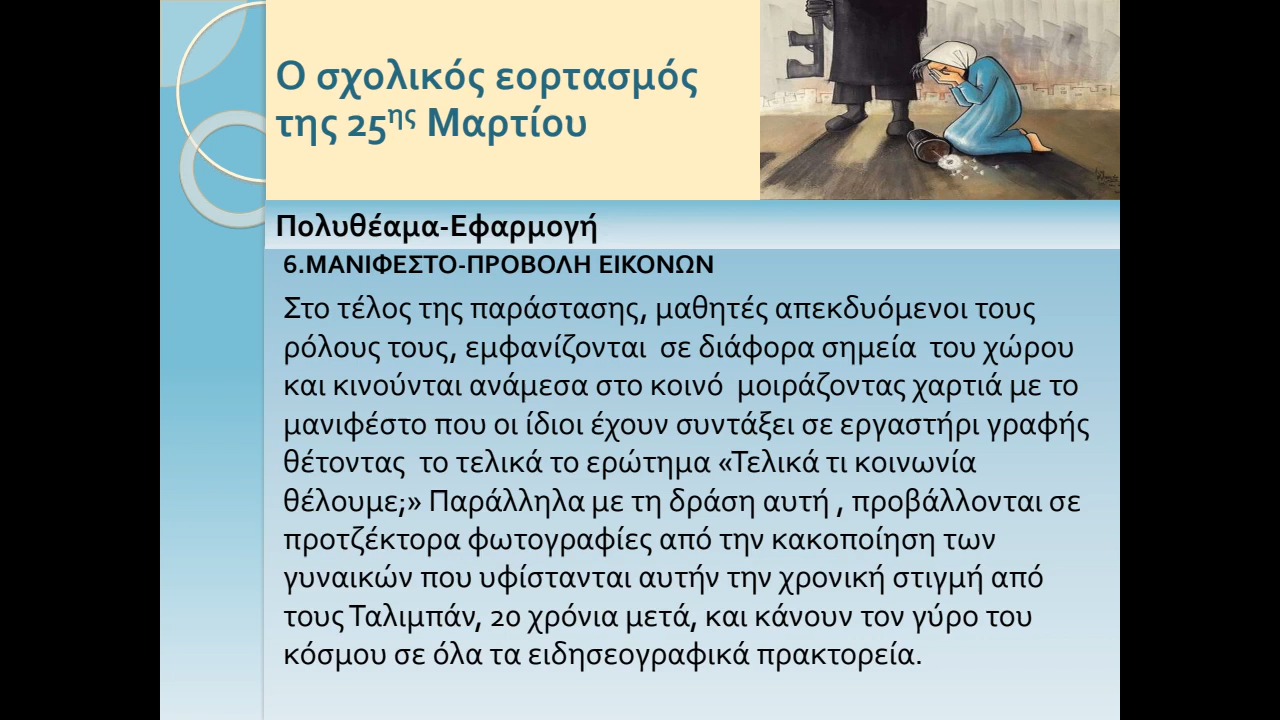 Ο σχολικός εορτασμός
της 25ης Μαρτίου
Πολυθέαμα-Εφαρμογή
6.ΜΑΝΙΦΕΣΤΟ-ΠΡΟΒΟΛΗ ΕΙΚΟΝΩΝ
Στο τέλος της παράστασης, μαθητές απεκδυόμενοι τους
ρόλους τους, εμφανίζονται σε διάφορα σημεία του χώρου
και κινούνται ανάμεσα στο κοινό μοιράζοντας χαρτιά με το
μανιφέστο που οι ίδιοι έχουν συντάξει σε εργαστήρι γραφής
θέτοντας το τελικά το ερώτημα «Τελικά τι κοινωνία
θέλουμε;» Παράλληλα με τη δράση αυτή , προβάλλονται σε
προτζέκτορα φωτογραφίες από την κακοποίηση των
γυναικών που υφίστανται αυτήν την χρονική στιγμή από
τους Ταλιμπάν, 20 χρόνια μετά, και κάνουν τον γύρο του
κόσμου σε όλα τα ειδησεογραφικά πρακτορεία.